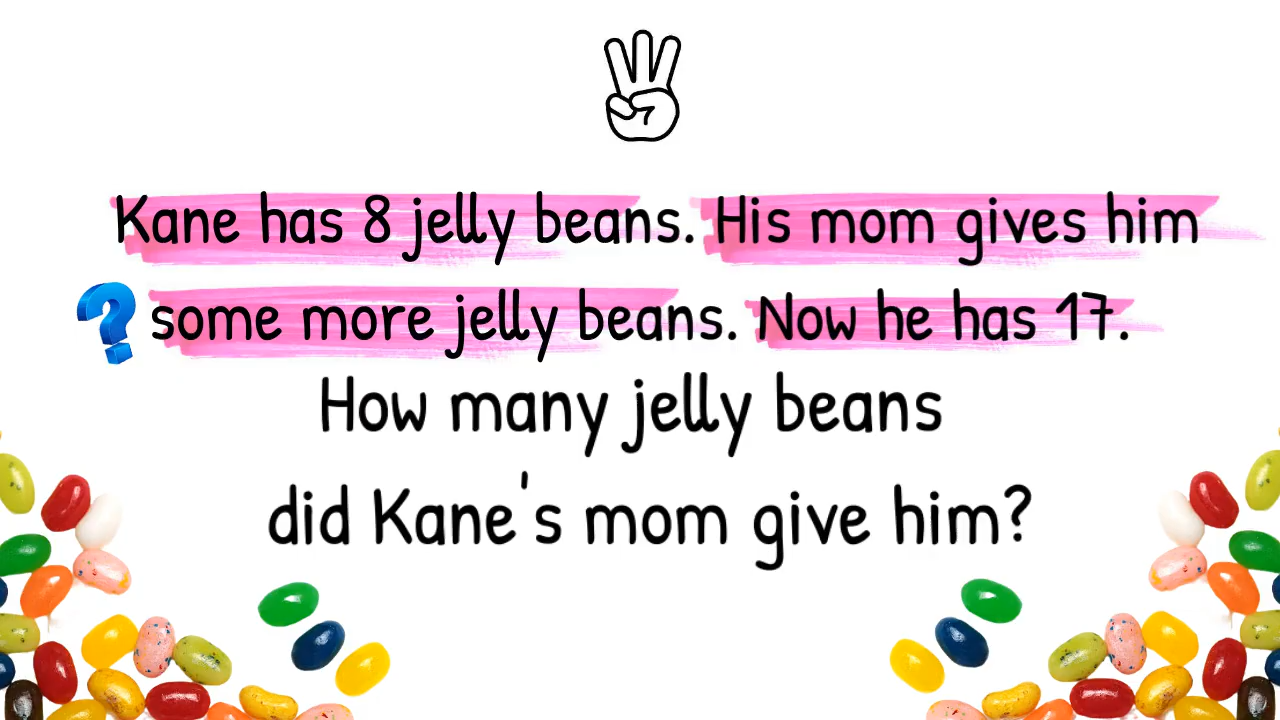 Kane has 8 jelly beans. His mom gives him
? some more jelly beans. Now he has 17.
How many jelly beans
did Kane's mom give him?